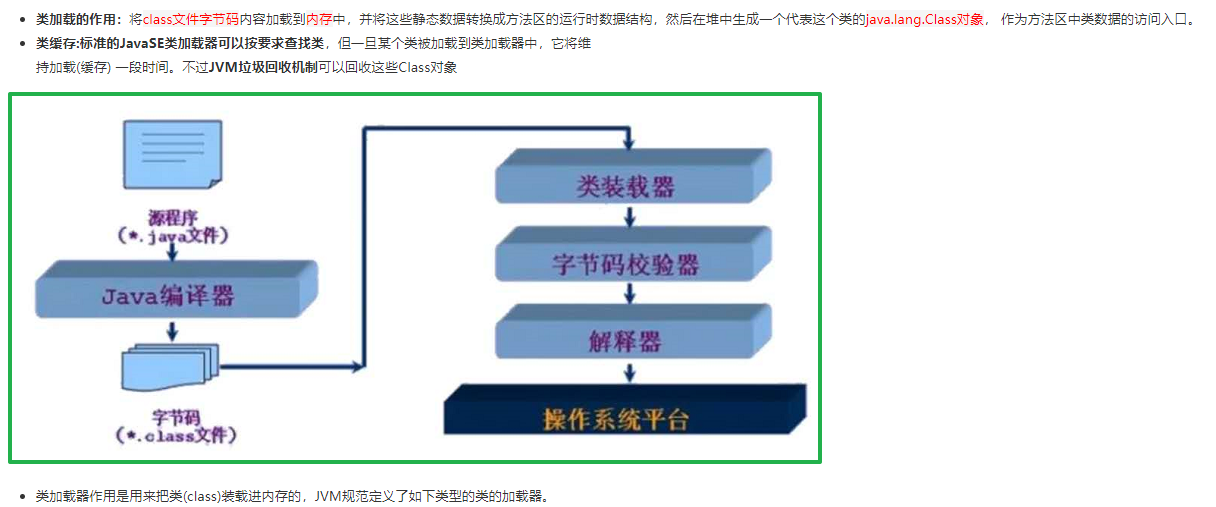 类加载的作用：将class文件字节码内容加载到内存中，并将这些静态数据转换成方法区的运行时数据结构，然后在堆中生成一个代表这个类的java.lang.Class对象， 作为方法区中类数据的访问入口。
类缓存:标准的JavaSE类加载器可以按要求查找类，但一旦某个类被加载到类加载器中，它将维
持加载(缓存) 一段时间。不过JVM垃圾回收机制可以回收这些Class对象
源程序
(*.java文件)
Java编译器
字节码
(*.class文件)
类装载器
字节码校验器
解释器
操作系统平台
类加载器作用是用来把类(class)装载进内存的，JVM规范定义了如下类型的类的加载器。